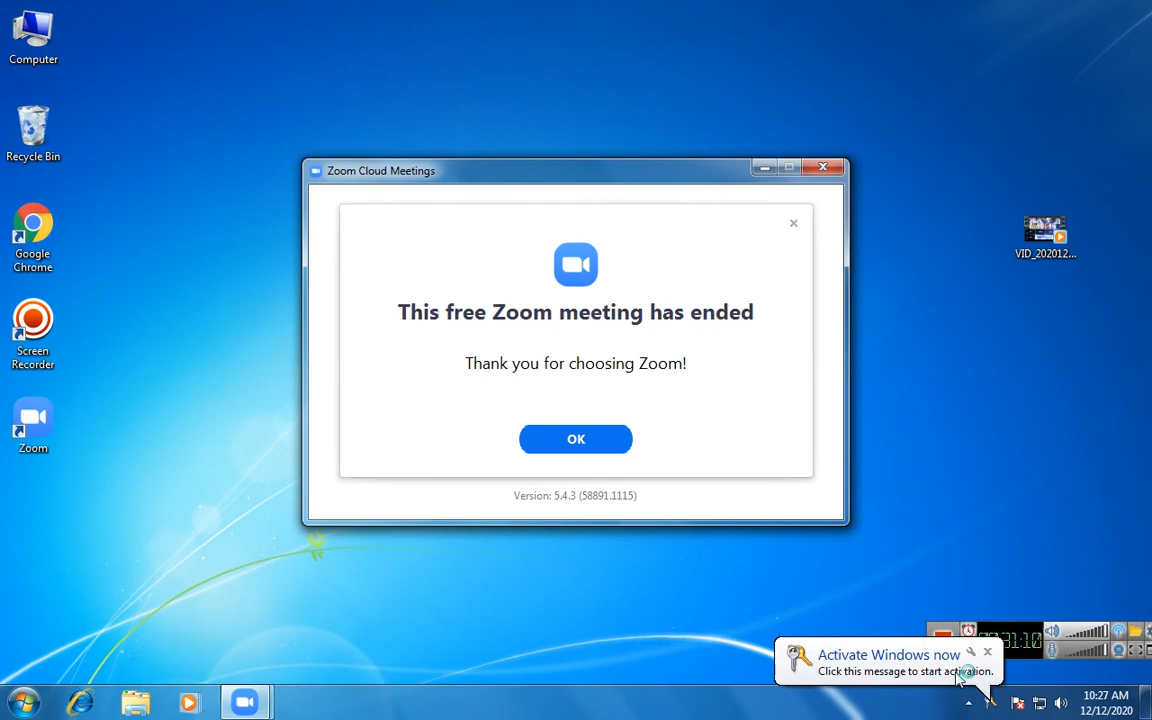 Computer
Recycle Bin
Google
Chrome
Screen
Recorder
Zoom
Zoom Cloud Meetings
This free Zoom meeting has ended
Thank you for choosing Zoom!
OK
Version: 5.4.3 (58891.1115)
VID_202012...
Activate Windows now
Click this message to start activation.
10:27 AM
12/12/2020